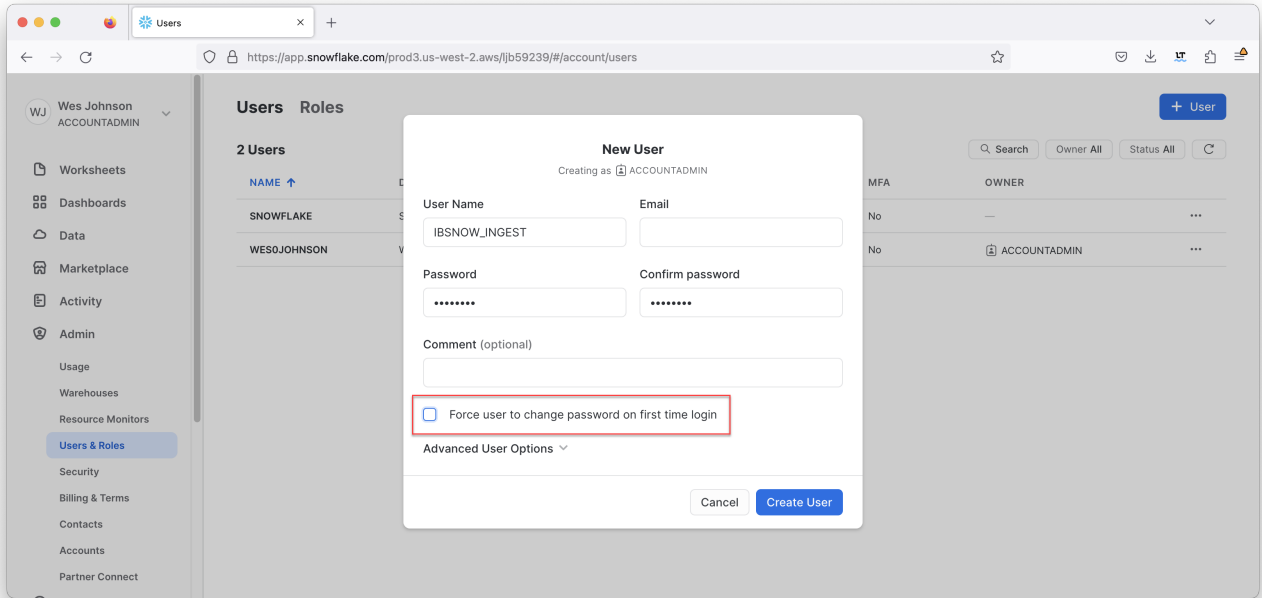 Users
https://app.snowflake.com/prod3.us-west-2.aws/ljb59239/#/account/users
LT
WJ
Wes Johnson
ACCOUNTADMIN
Worksheets
Dashboards
Data
Marketplace
Activity
Admin
Usage
Warehouses
Resource Monitors
Users & Roles
Security
Billing & Terms
Contacts
Accounts
Partner Connect
Users Roles
+ User
2 Users
Search
Owner All
Status All
NAME ↑ D MFA OWNER
SNOWFLAKE S No —
WES0JOHNSON No ACCOUNTADMIN
New User
Creating as ACCOUNTADMIN
User Name Email
IBSNOW_INGEST
Password Confirm password
•••••••• ••••••••
Comment (optional)
Force user to change password on first time login
Advanced User Options
Cancel Create User